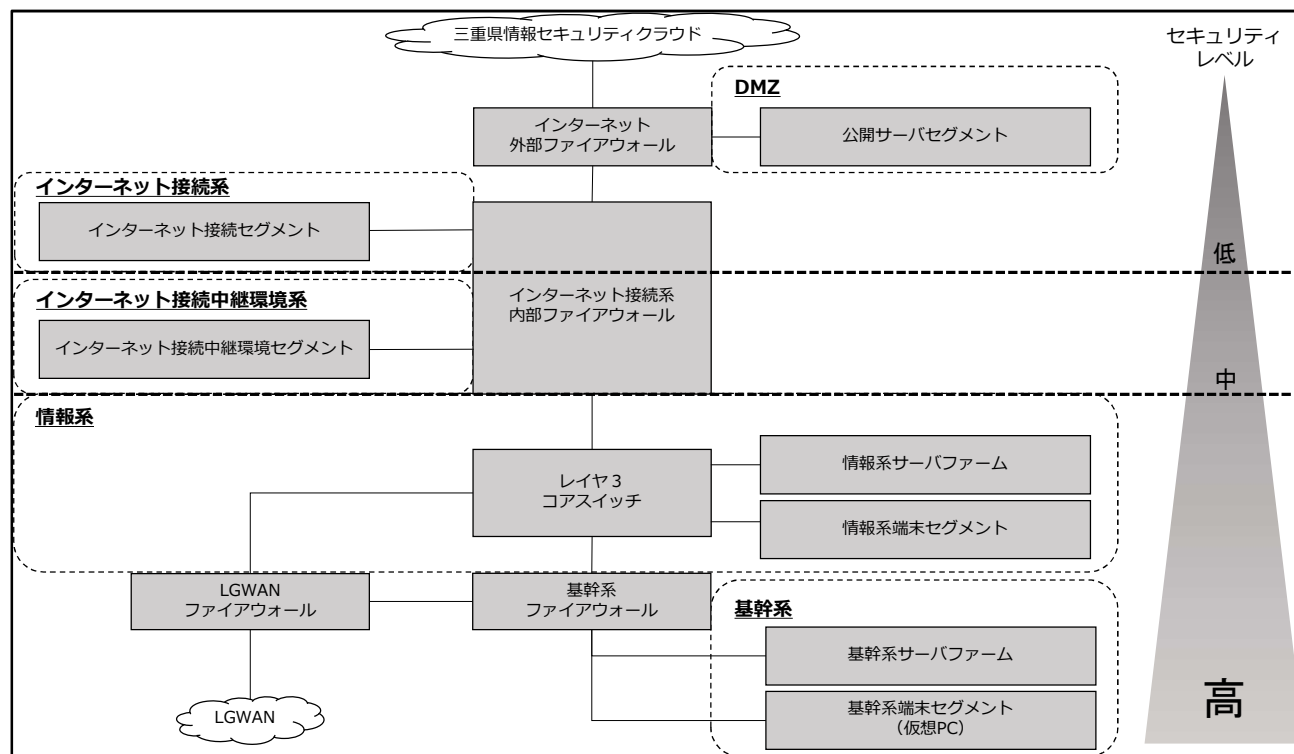 三重県情報セキュリティクラウド
セキュリティ
レベル
DMZ
インターネット
外部ファイアウォール
公開サーバセグメント
インターネット接続系
インターネット接続セグメント
低
インターネット接続中継環境系
インターネット接続系
内部ファイアウォール
インターネット接続中継環境セグメント
中
情報系
レイヤ３
コアスイッチ
情報系サーバファーム
情報系端末セグメント
LGWAN
ファイアウォール
基幹系
ファイアウォール
基幹系
基幹系サーバファーム
高
LGWAN
基幹系端末セグメント
（仮想PC）